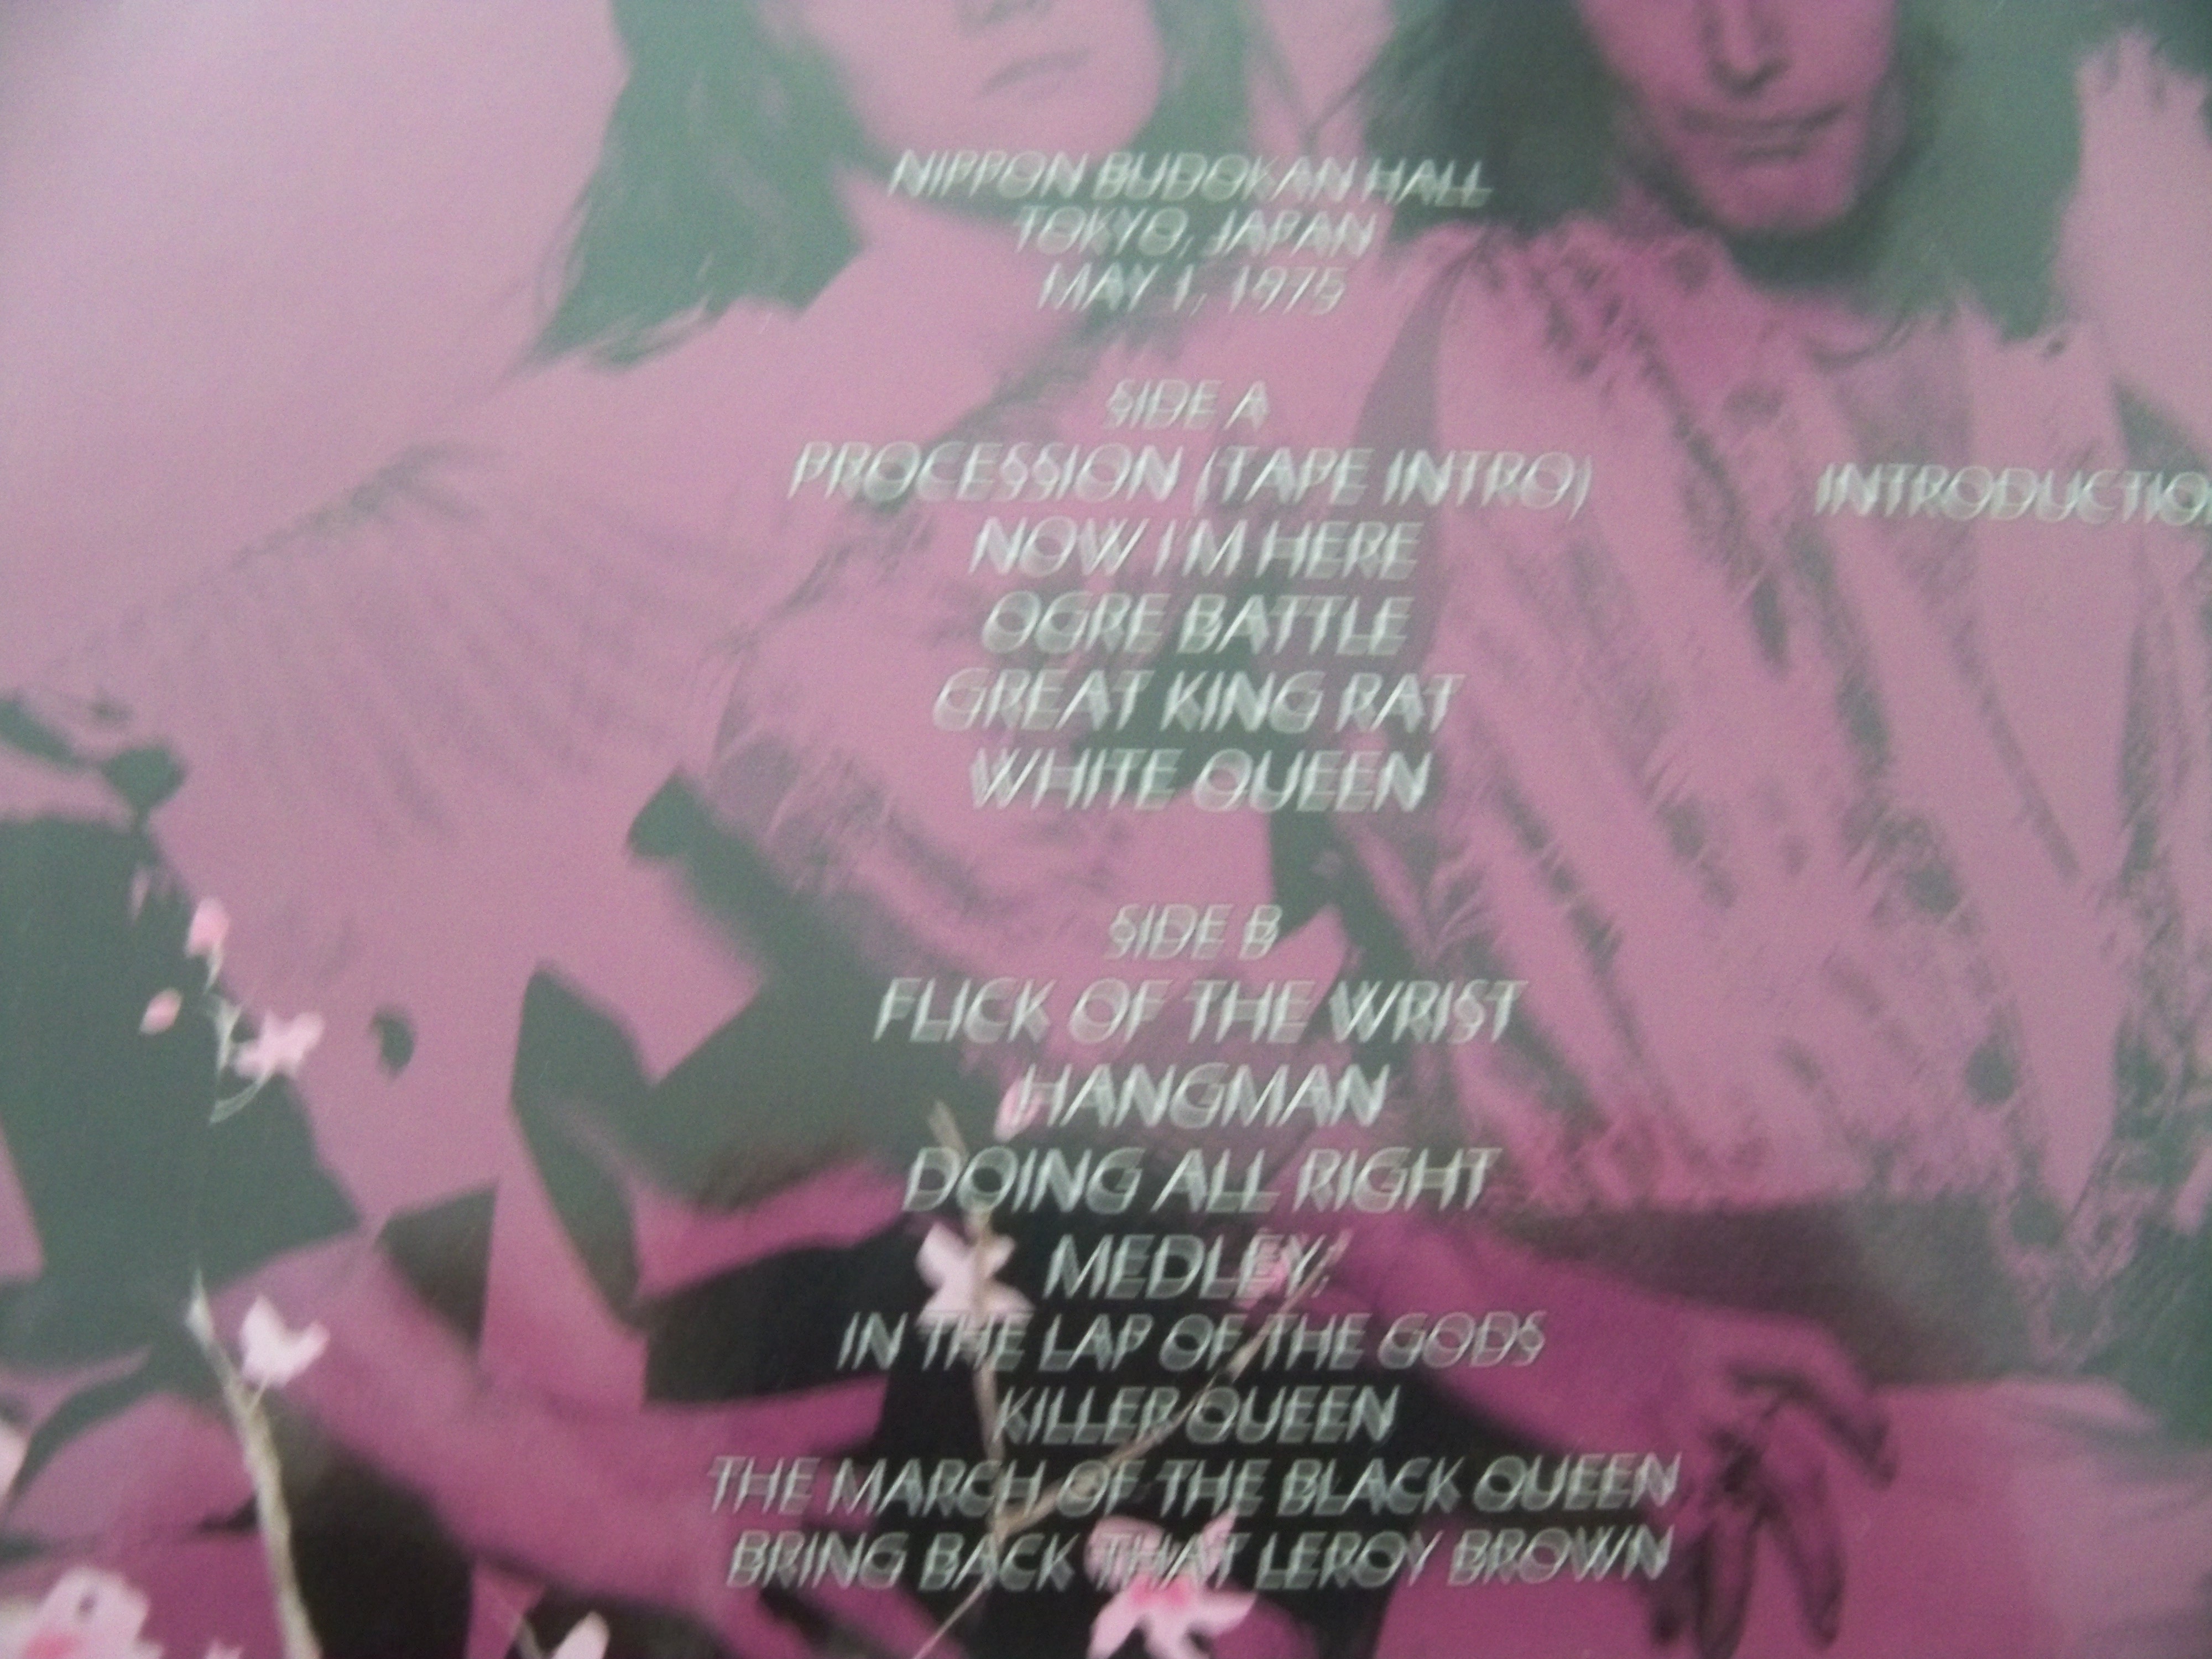 NIPPON BUDOKAN HALL
TOKYO, JAPAN
MAY 1, 1975
SIDE A
PROCESSION (TAPE INTRO)
NOW I'M HERE
OGRE BATTLE
GREAT KING RAT
WHITE QUEEN
SIDE B
FLICK OF THE WRIST
HANGMAN
DOING ALL RIGHT
MEDLEY:
IN THE LAP OF THE GODS
KILLER QUEEN
THE MARCH OF THE BLACK QUEEN
BRING BACK THAT LEROY BROWN
INTRODUCTIO